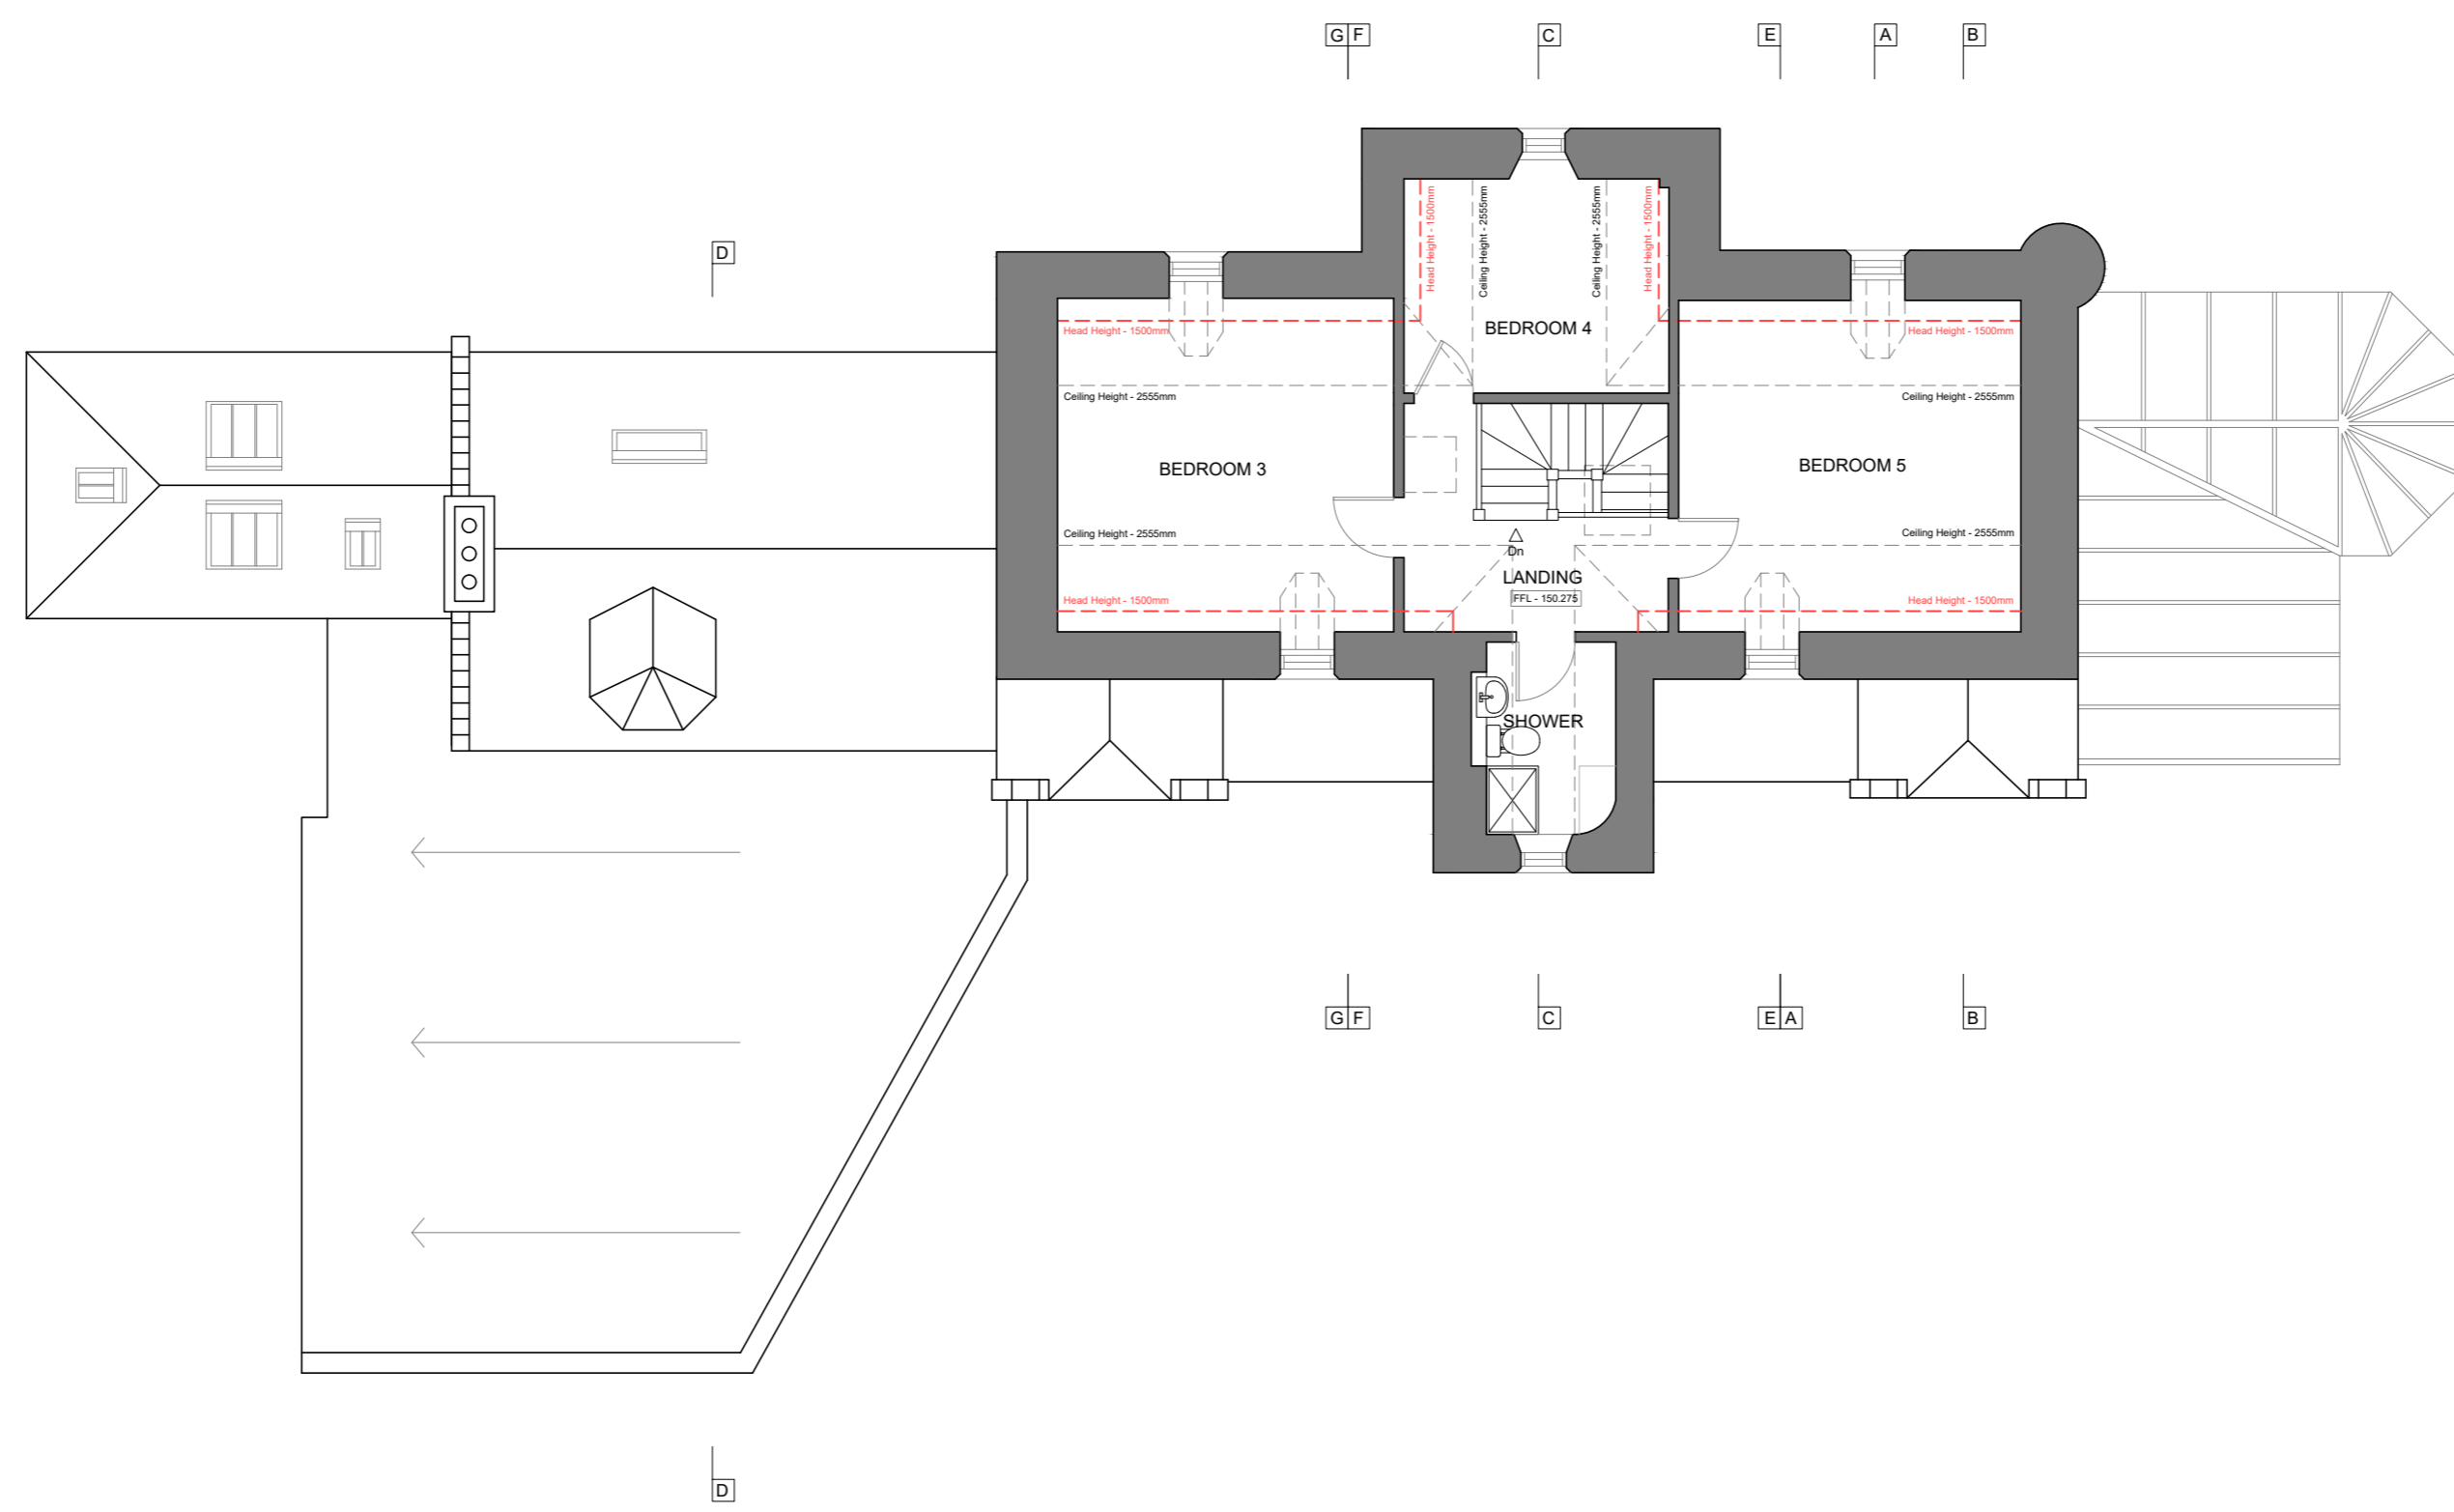 G F
C
E
A
B
D
Head Height - 1500mm
Ceiling Height - 2555mm
Ceiling Height - 2555mm
Head Height - 1500mm
BEDROOM 4
Head Height - 1500mm
Head Height - 1500mm
Ceiling Height - 2555mm
Ceiling Height - 2555mm
BEDROOM 3
BEDROOM 5
Ceiling Height - 2555mm
Ceiling Height - 2555mm
Dn
LANDING
FFL - 150.275
Head Height - 1500mm
Head Height - 1500mm
SHOWER
G F
C
E A
B
D